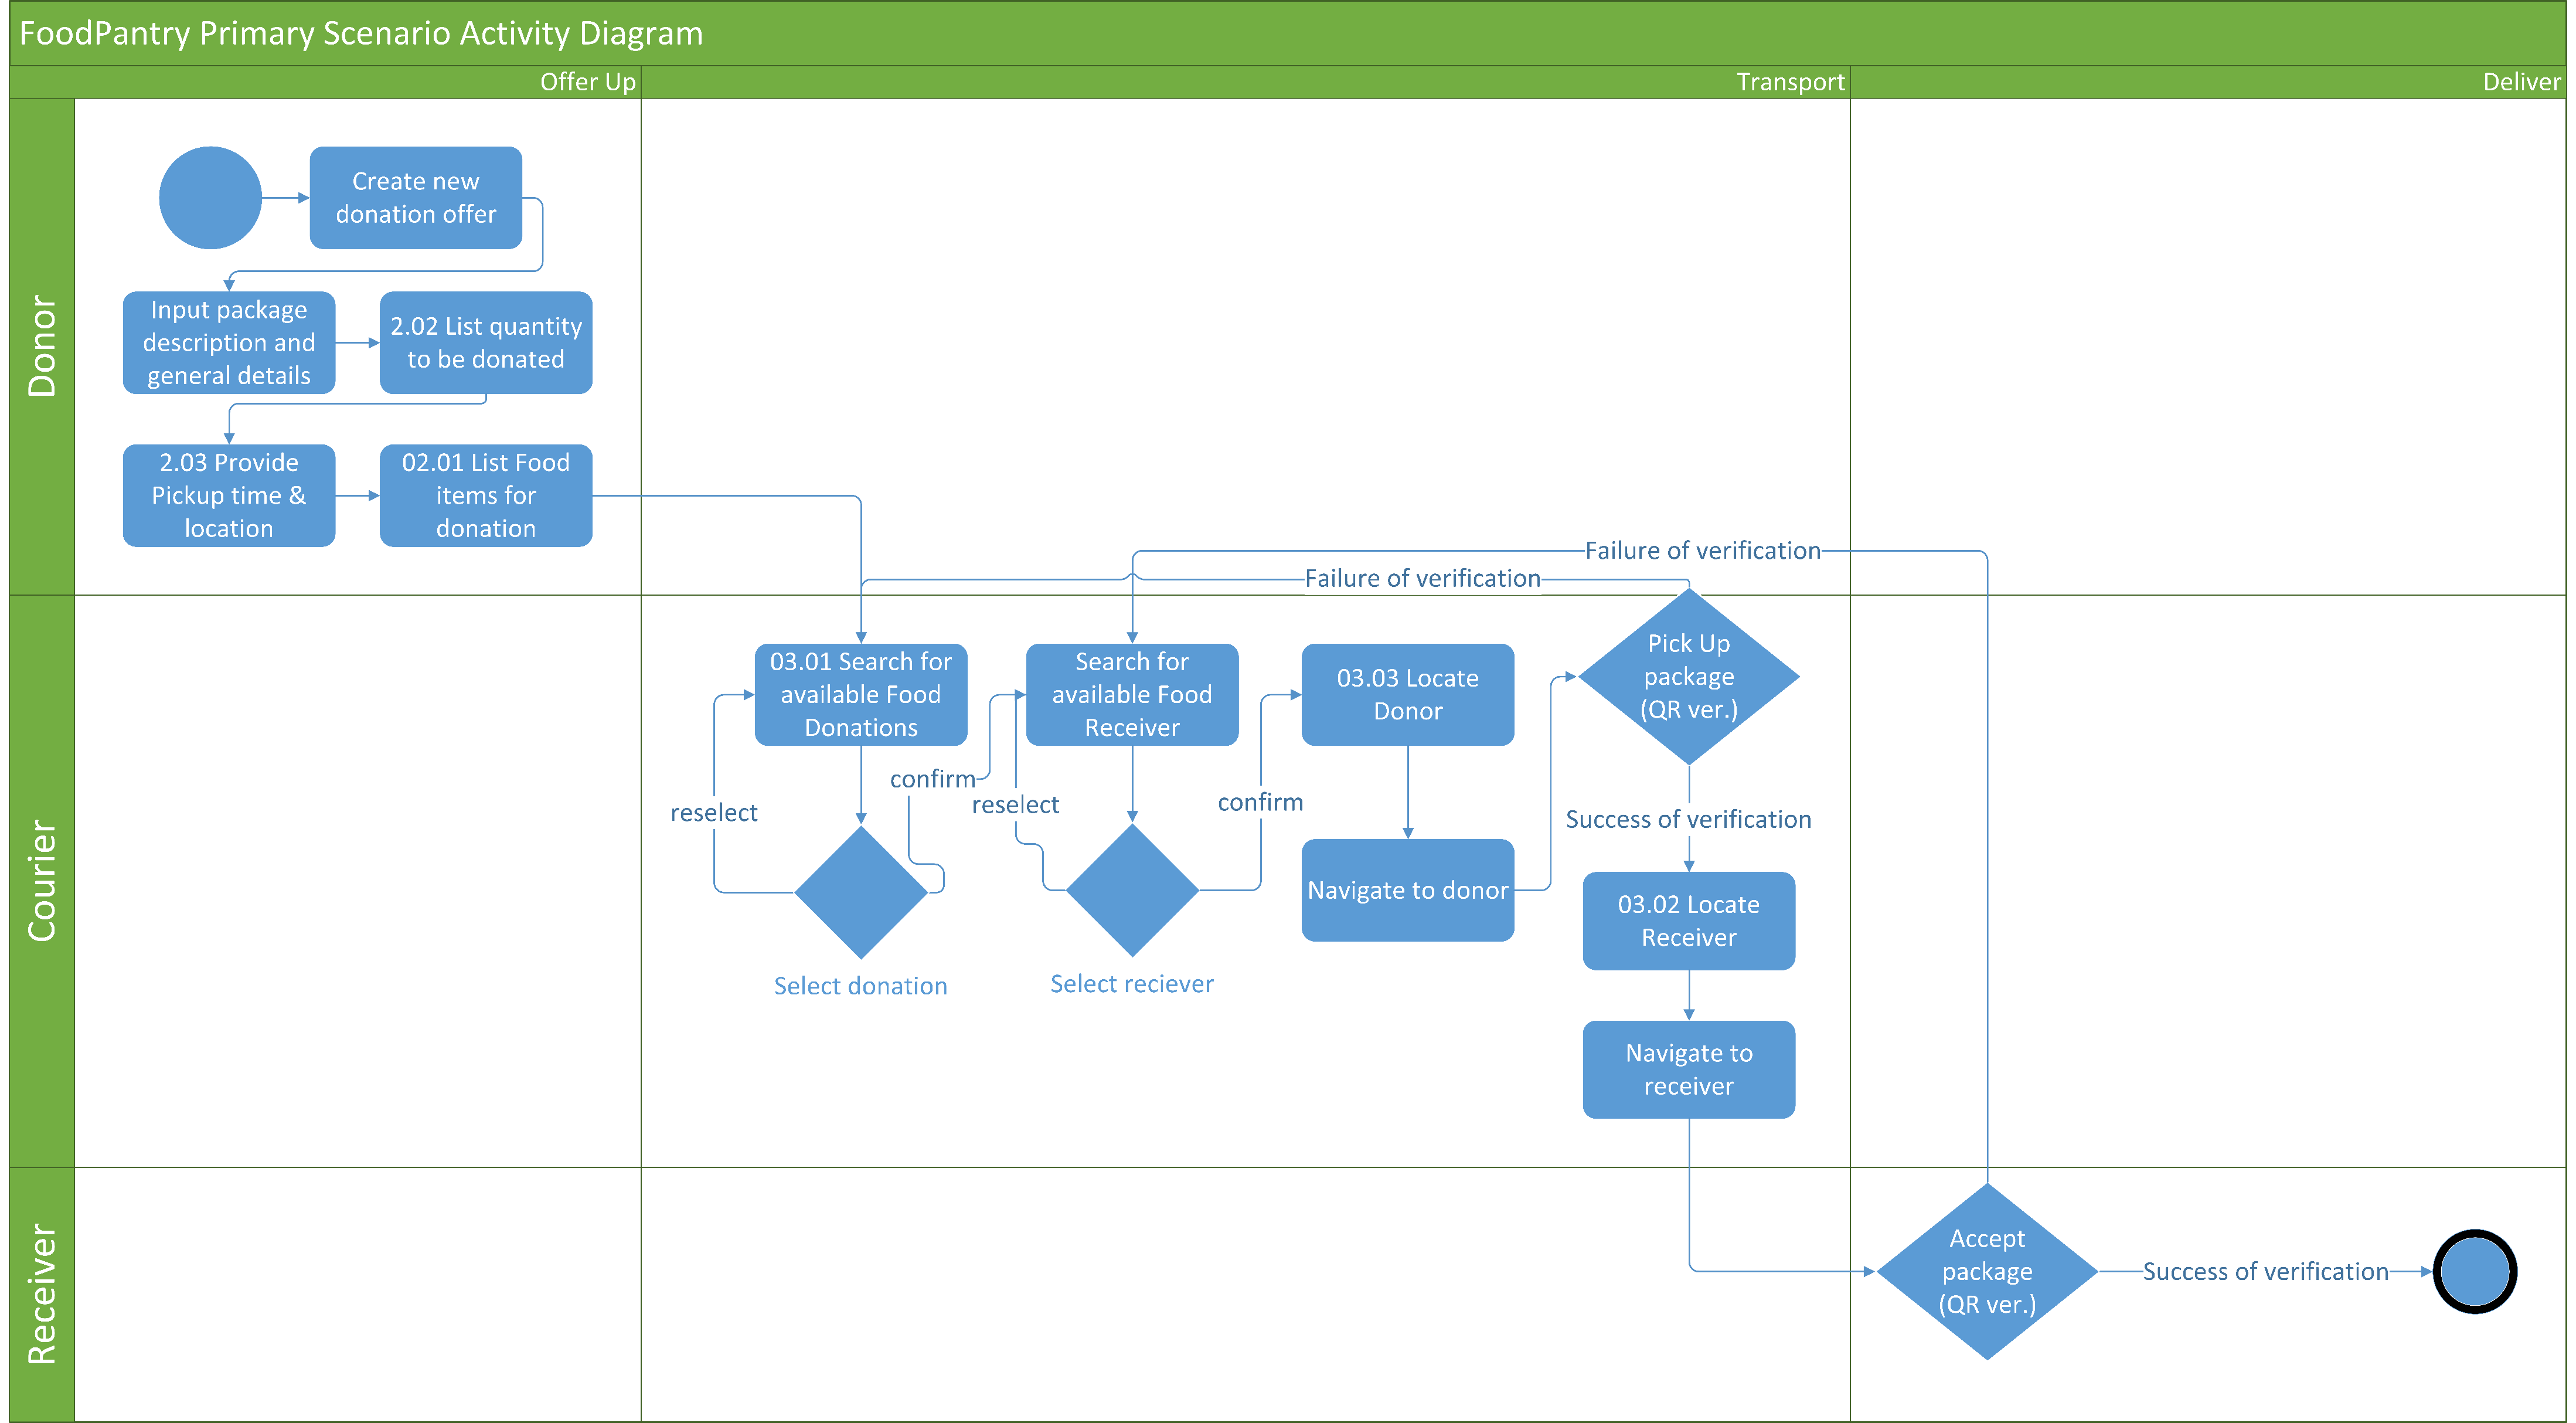 FoodPantry Primary Scenario Activity Diagram
Offer Up
Transport
Deliver
Donor
Create new
donation offer
Input package
description and
general details
2.02 List quantity
to be donated
2.03 Provide
Pickup time &
location
02.01 List Food
items for
donation
Failure of verification
Failure of verification
Courier
03.01 Search for
available Food
Donations
Search for
available Food
Receiver
03.03 Locate
Donor
Pick Up
package
(QR ver.)
confirm
reselect
reselect
confirm
Success of verification
Navigate to donor
03.02 Locate
Receiver
Select donation
Select reciever
Navigate to
receiver
Receiver
Accept
package
(QR ver.)
Success of verification